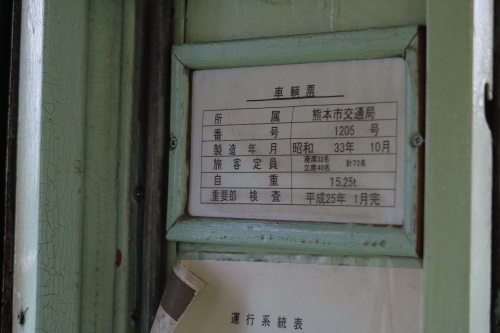 車輌票
所属 熊本市交通局
番号 1205 号
製造年月 昭和 33年 10月
旅客定員 座席32名 立席40名 計72名
自重 15.25t
重要部検査 平成25年 1月完
運行系統表